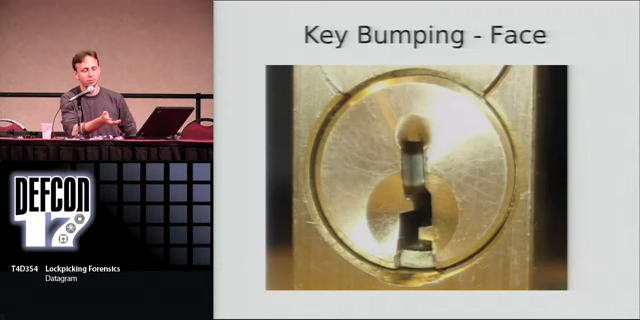 Key Bumping - Face
DEFCON
17
T4D3S4 Lockpicking Forensics
Datagram